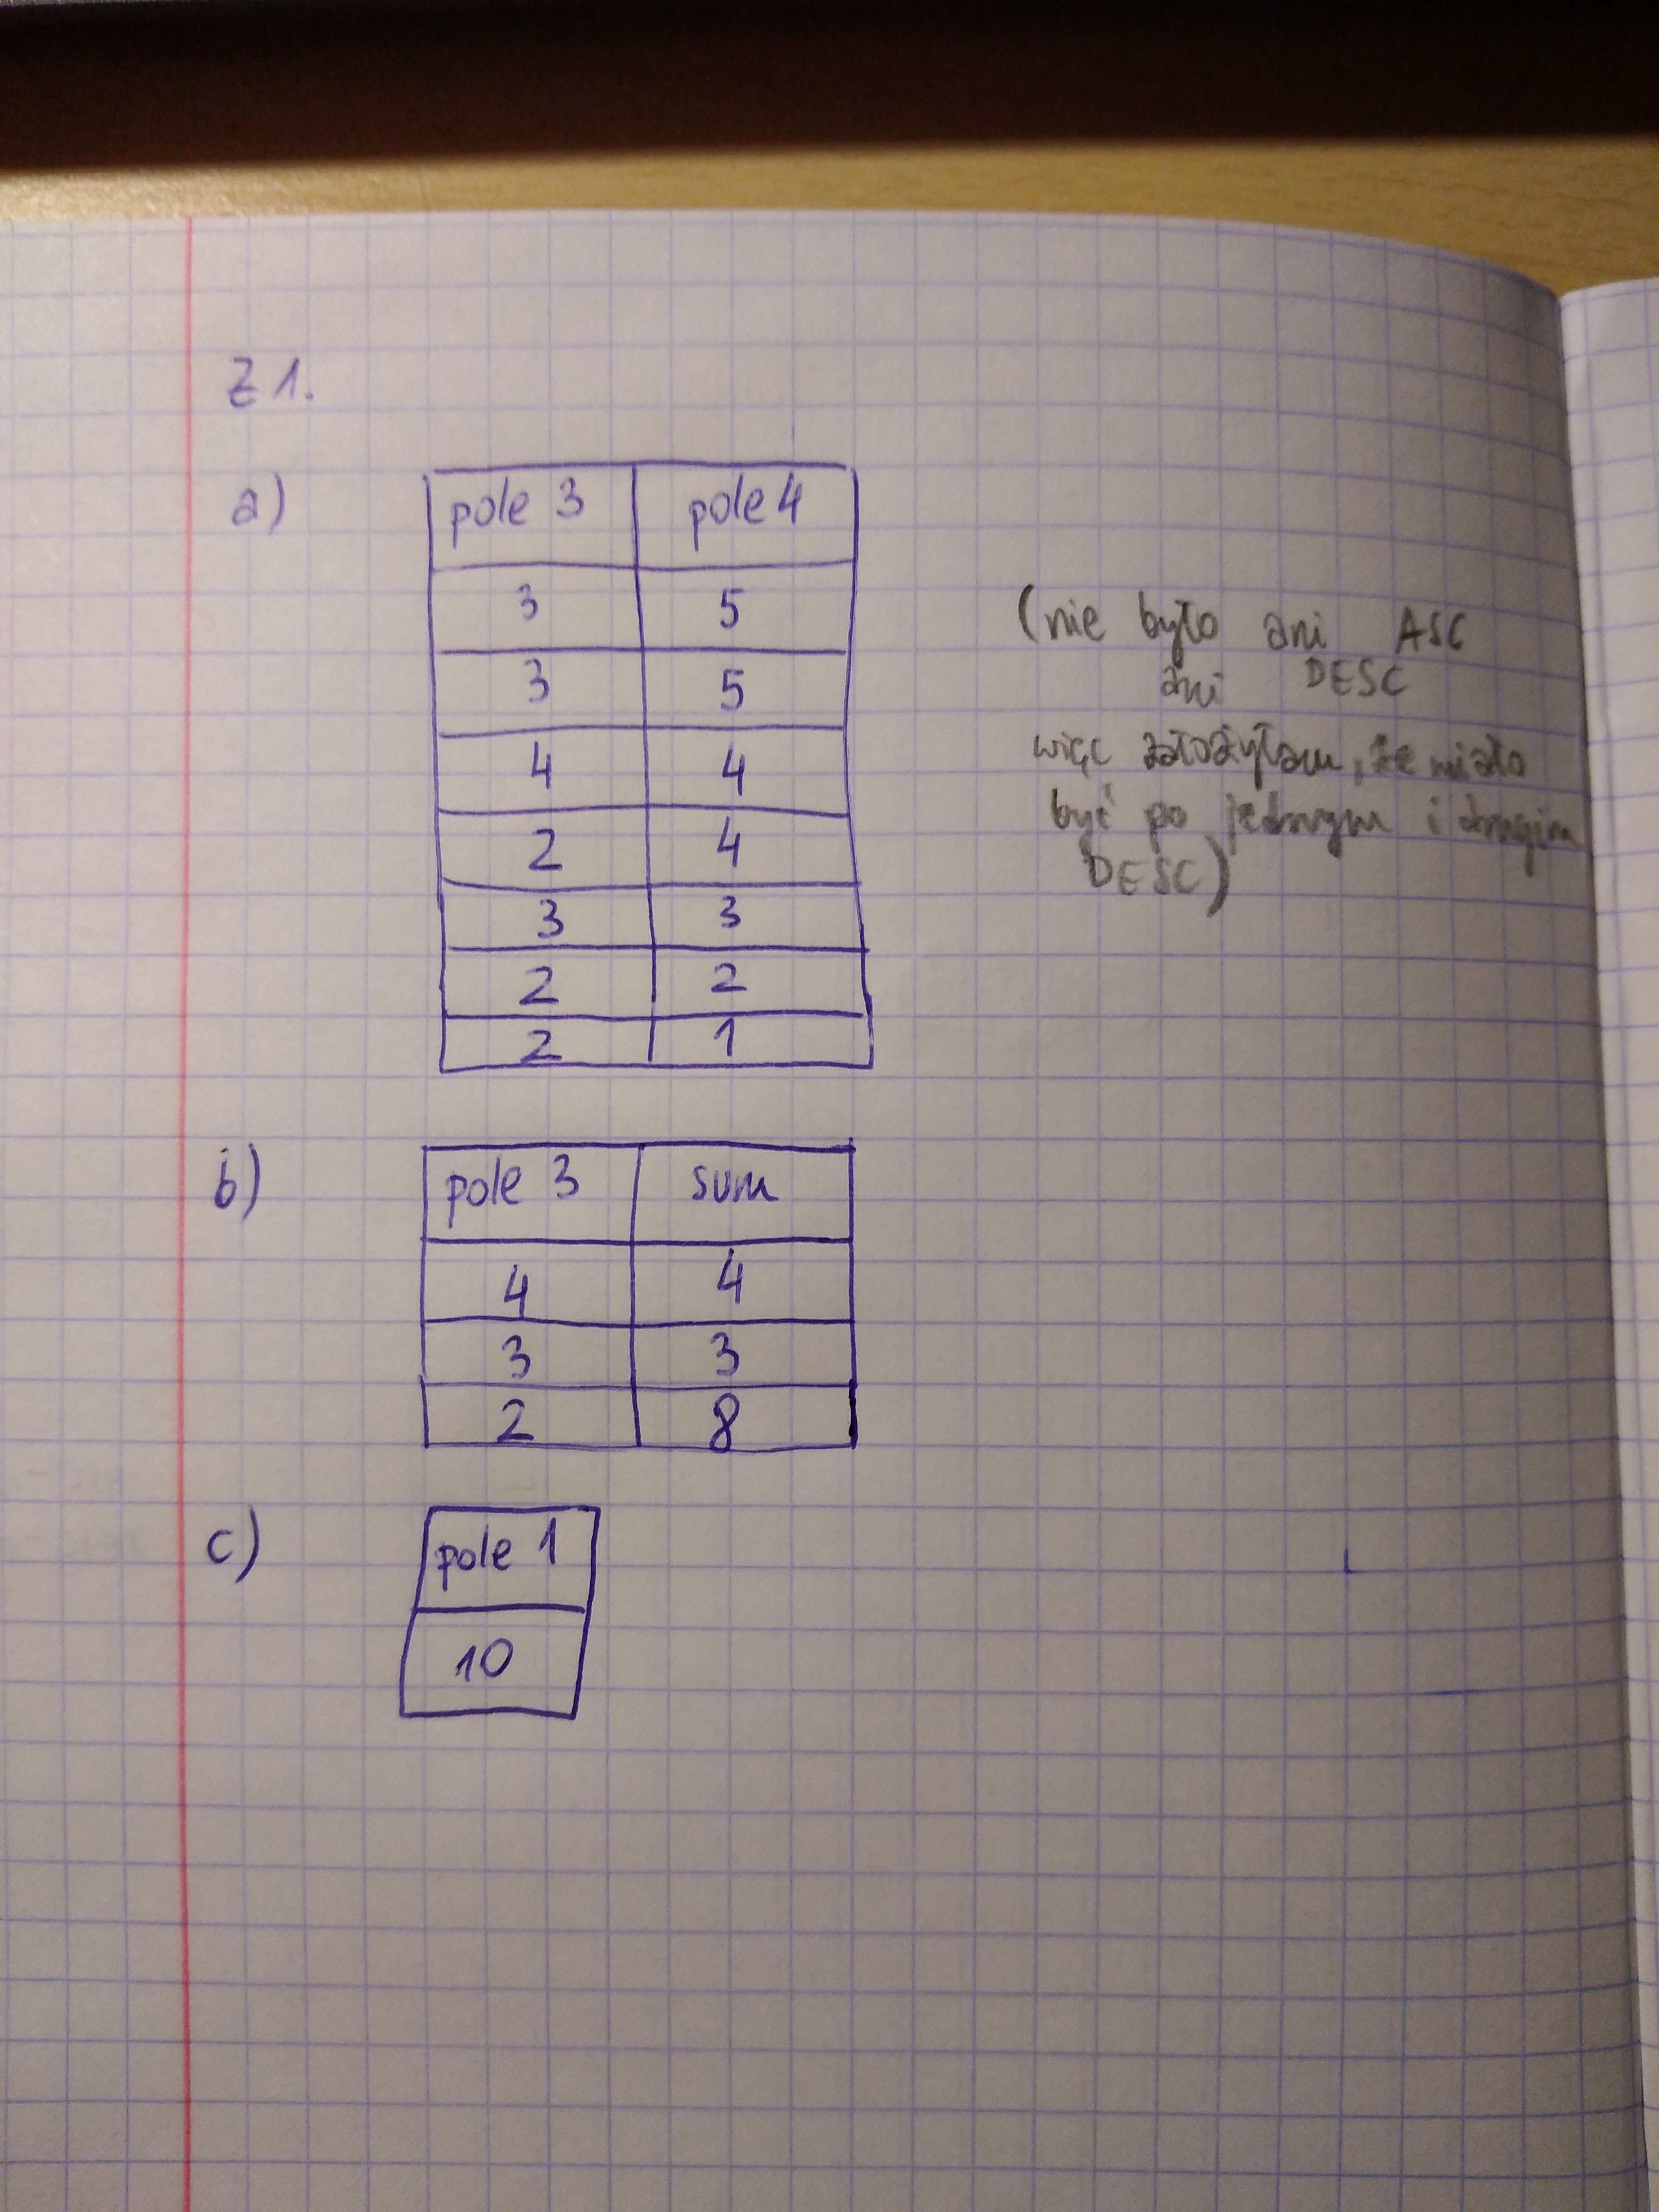 Z 1.
a)
pole 3 pole 4
3 5
3 5
4 4
2 4
3 3
2 2
2 1
(nie było ani ASC
ani DESC
więc założyłam, że miało
być po jednym i drugim
DESC)
b)
pole 3 sum
4 4
3 3
2 8
c)
pole 1
10